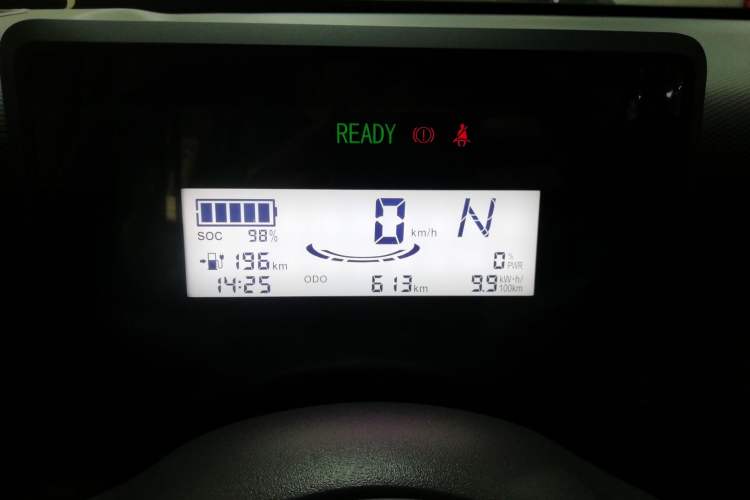 READY
0 km/h N
SOC 98%
196 km
0 % PWR
14:25
ODO 613 km
9.9 kW·h/100km